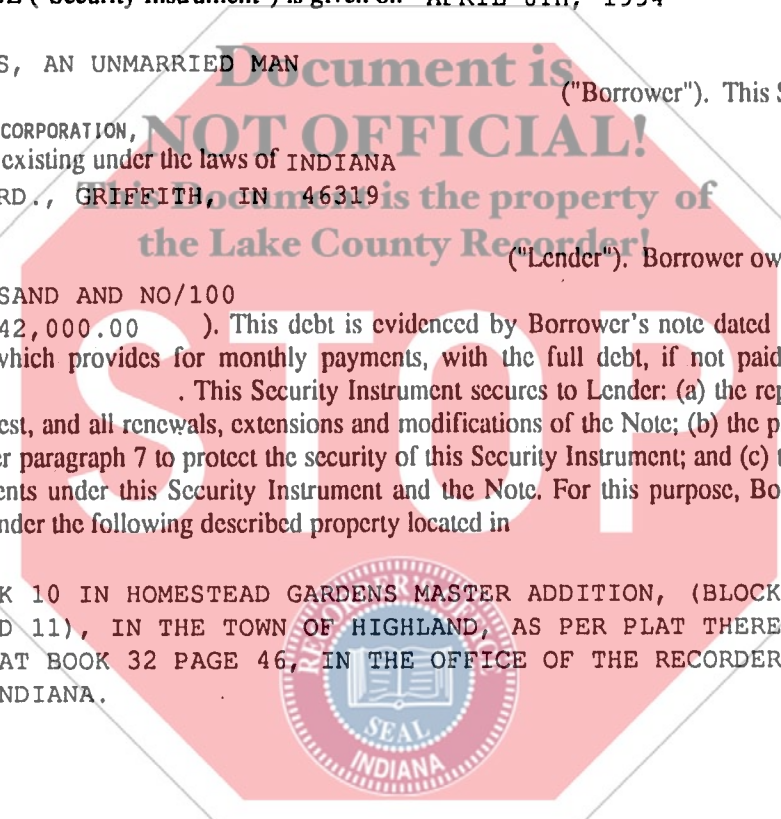 ("Security Instrument") is given on APRIL 8TH, 1994
S, AN UNMARRIED MAN
Document is
("Borrower"). This S
CORPORATION,
NOT OFFICIAL!
existing under the laws of INDIANA
RD., GRIFFITH, IN 46319
This Document is the property of
the Lake County Recorder!
("Lender"). Borrower ow
SAND AND NO/100
42,000.00 ). This debt is evidenced by Borrower's note dated
which provides for monthly payments, with the full debt, if not paid
. This Security Instrument secures to Lender: (a) the rep
est, and all renewals, extensions and modifications of the Note; (b) the p
er paragraph 7 to protect the security of this Security Instrument; and (c) t
ents under this Security Instrument and the Note. For this purpose, Bo
nder the following described property located in
STOP
K 10 IN HOMESTEAD GARDENS MASTER ADDITION, (BLOCK
D 11), IN THE TOWN OF HIGHLAND, AS PER PLAT THERE
AT BOOK 32 PAGE 46, IN THE OFFICE OF THE RECORDER
NDIANA.
RECORDER'S OFFICE
SEAL
INDIANA